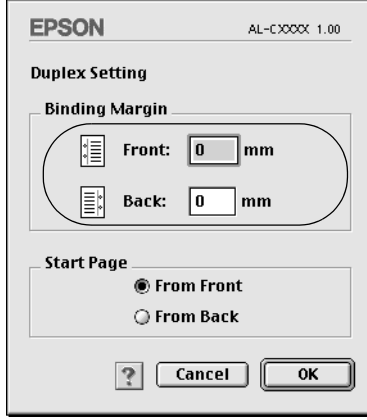 EPSON AL-CXXXX 1.00
Duplex Setting
Binding Margin
Front: 0 mm
Back: 0 mm
Start Page
From Front
From Back
? Cancel OK